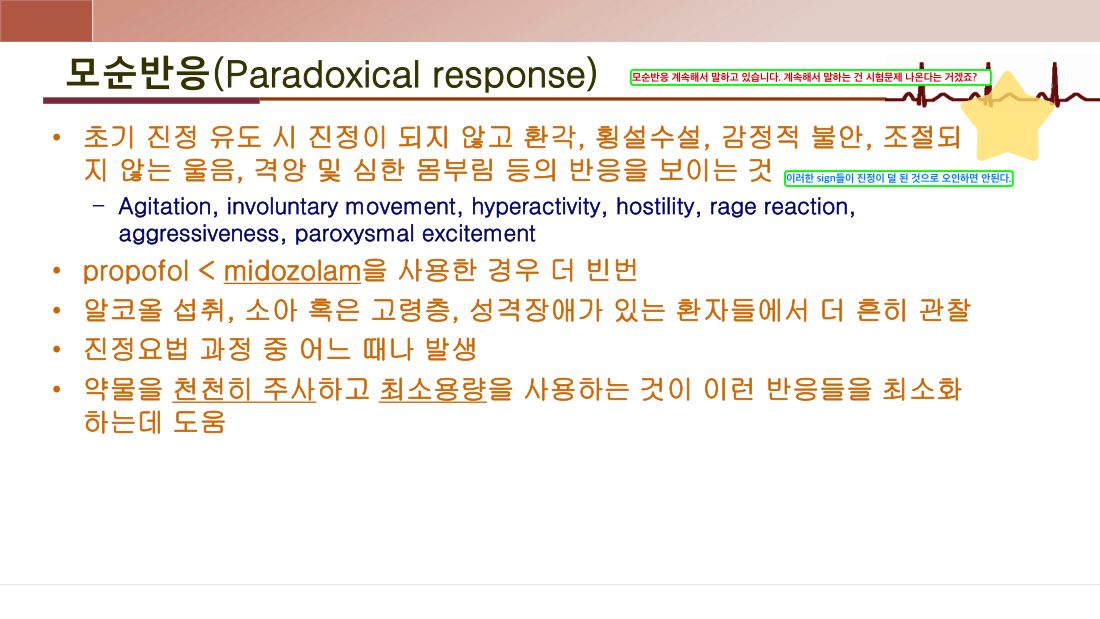 모순반응(Paradoxical response)
모순반응 계속해서 말하고 있습니다. 계속해서 말하는 건 시험문제 나온다는 거겠죠?
• 초기 진정 유도 시 진정이 되지 않고 환각, 횡설수설, 감정적 불안, 조절되
지 않는 울음, 격앙 및 심한 몸부림 등의 반응을 보이는 것
이러한 sign들이 진정이 덜 된 것으로 오인하면 안된다.
– Agitation, involuntary movement, hyperactivity, hostility, rage reaction,
aggressiveness, paroxysmal excitement
• propofol < midozolam을 사용한 경우 더 빈번
• 알코올 섭취, 소아 혹은 고령층, 성격장애가 있는 환자들에서 더 흔히 관찰
• 진정요법 과정 중 어느 때나 발생
• 약물을 천천히 주사하고 최소용량을 사용하는 것이 이런 반응들을 최소화
하는데 도움